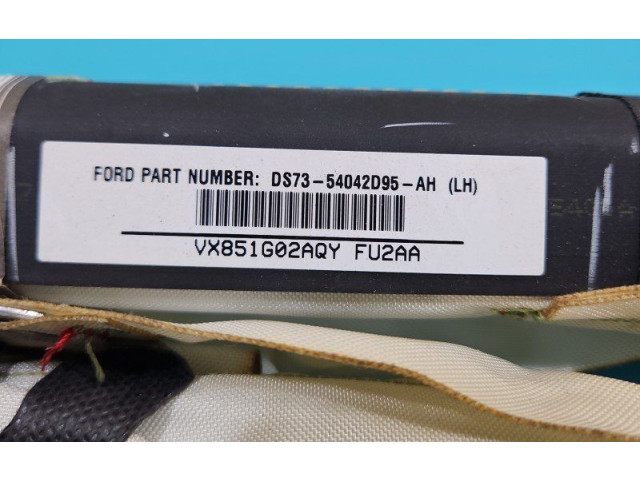 FORD PART NUMBER: DS73-54042D95-AH (LH)
VX851G02AQY FU2AA